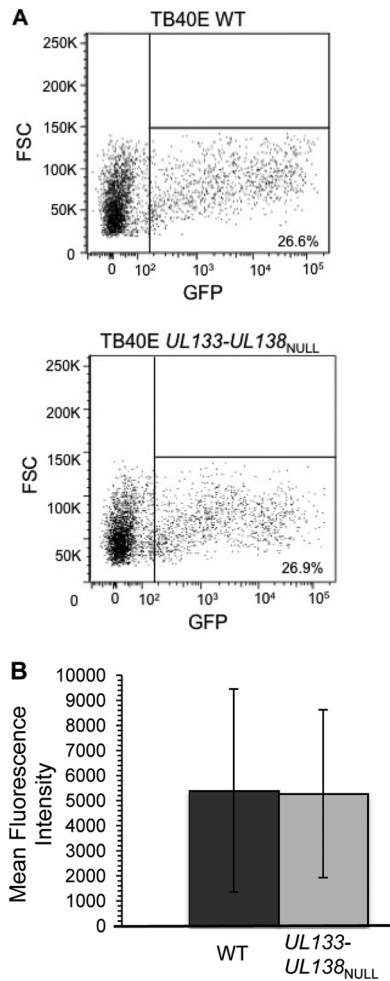 A
TB40E WT
250K
200K
150K
100K
50K
0
FSC
0 10² 10³ 10⁴ 10⁵
26.6%
GFP
TB40E UL133-UL138NULL
250K
200K
150K
100K
50K
0
FSC
0 10² 10³ 10⁴ 10⁵
26.9%
GFP
B
10000
9000
8000
7000
6000
5000
4000
3000
2000
1000
0
Mean Fluorescence
Intensity
WT
UL133-
UL138NULL